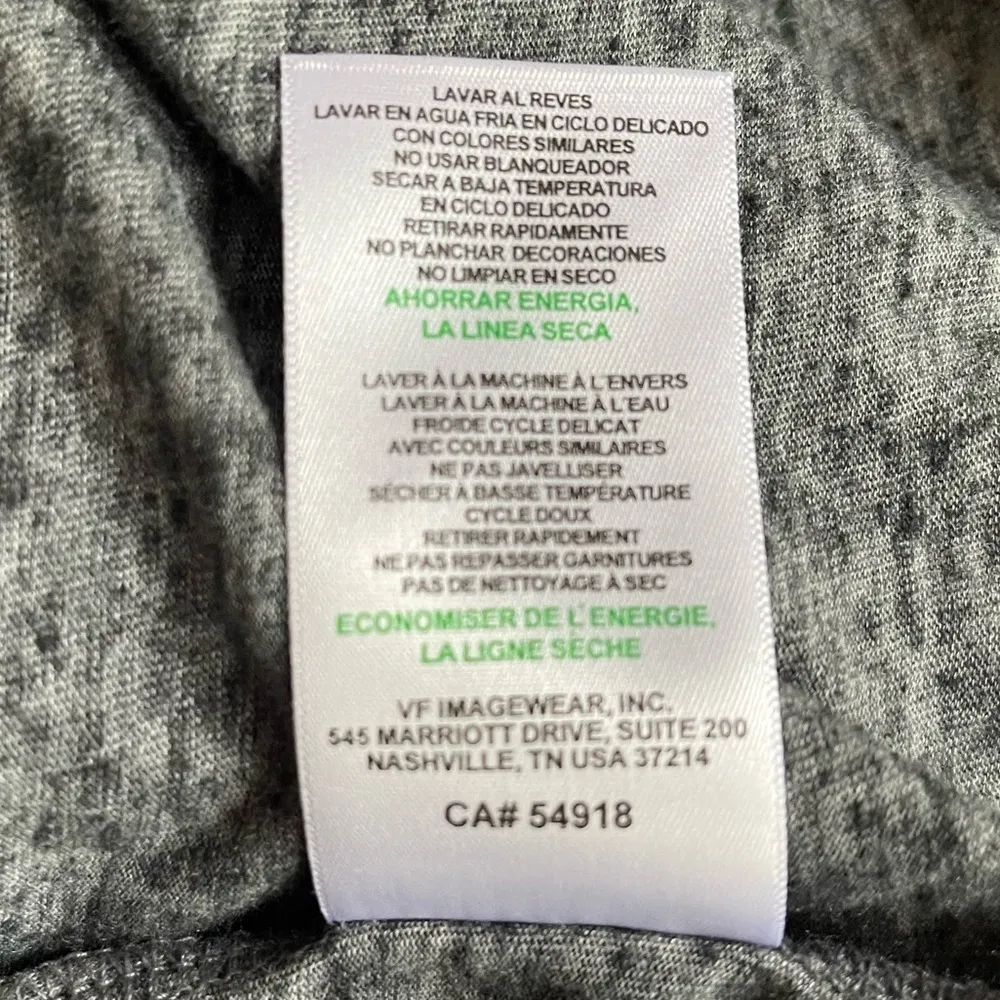 LAVAR AL REVES
LAVAR EN AGUA FRIA EN CICLO DELICADO
CON COLORES SIMILARES
NO USAR BLANQUEADOR
SECAR A BAJA TEMPERATURA
EN CICLO DELICADO
RETIRAR RAPIDAMENTE
NO PLANCHAR DECORACIONES
NO LIMPIAR EN SECO
AHORRAR ENERGIA,
LA LINEA SECA
LAVER À LA MACHINE À L'ENVERS
LAVER À LA MACHINE À L'EAU
FROIDE CYCLE DELICAT
AVEC COULEURS SIMILAIRES
NE PAS JAVELLISER
SÉCHER À BASSE TEMPÉRATURE
CYCLE DOUX
RETIRER RAPIDEMENT
NE PAS REPASSER GARNITURES
PAS DE NETTOYAGE À SEC
ECONOMISER DE L'ENERGIE,
LA LIGNE SECHE
VF IMAGEWEAR, INC.
545 MARRIOTT DRIVE, SUITE 200
NASHVILLE, TN USA 37214
CA# 54918